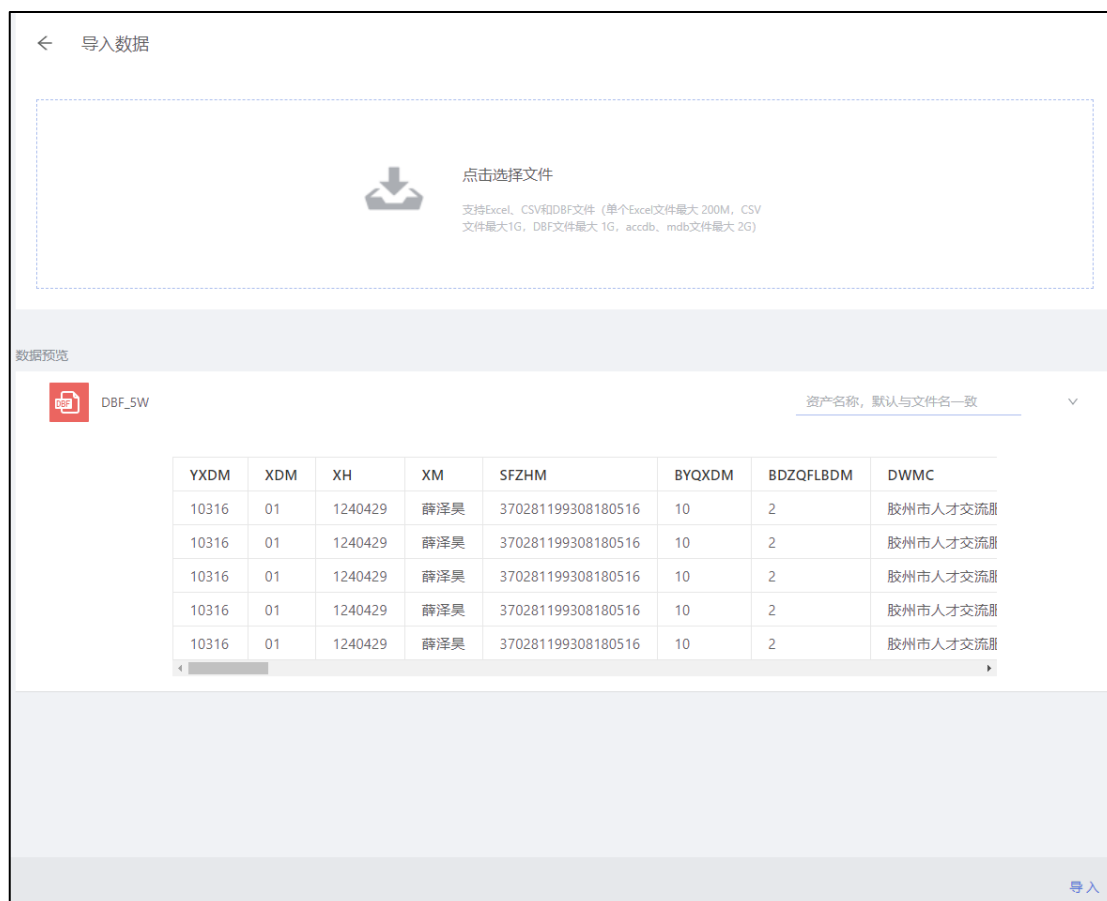 导入数据
点击选择文件
支持Excel、CSV和DBF文件 (单个Excel文件最大 200M，CSV
文件最大1G，DBF文件最大 1G，accdb、mdb文件最大 2G)
数据预览
DBF DBF_5W 资产名称，默认与文件名一致
YXDM XDM XH XM SFZHM BYQXDM BDZQFLBDM DWMC
10316 01 1240429 薛泽昊 370281199308180516 10 2 胶州市人才交流服
10316 01 1240429 薛泽昊 370281199308180516 10 2 胶州市人才交流服
10316 01 1240429 薛泽昊 370281199308180516 10 2 胶州市人才交流服
10316 01 1240429 薛泽昊 370281199308180516 10 2 胶州市人才交流服
10316 01 1240429 薛泽昊 370281199308180516 10 2 胶州市人才交流服
导入